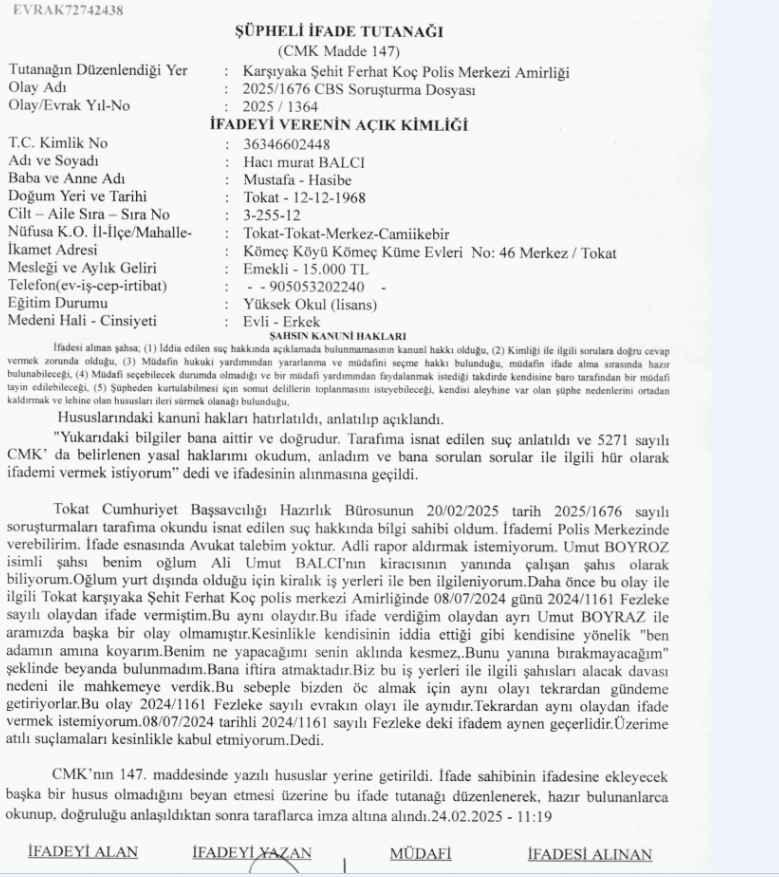 EVRAK72742438
ŞÜPHELİ İFADE TUTANAĞI
(CMK Madde 147)
Tutanağın Düzenlendiği Yer : Karşıyaka Şehit Ferhat Koç Polis Merkezi Amirliği
Olay Adı : 2025/1676 CBS Soruşturma Dosyası
Olay/Evrak Yıl-No : 2025 / 1364
İFADEYİ VERENİN AÇIK KİMLİĞİ
T.C. Kimlik No : 36346602448
Adı ve Soyadı : Hacı murat BALCI
Baba ve Anne Adı : Mustafa - Hasibe
Doğum Yeri ve Tarihi : Tokat - 12-12-1968
Cilt – Aile Sıra – Sıra No : 3-255-12
Nüfusa K.O. İl-İlçe/Mahalle- : Tokat-Tokat-Merkez-Camiikebir
İkamet Adresi : Kömeç Köyü Kömeç Küme Evleri No: 46 Merkez / Tokat
Mesleği ve Aylık Geliri : Emekli - 15.000 TL
Telefon(ev-iş-cep-irtibat) : - - 905053202240 -
Eğitim Durumu : Yüksek Okul (lisans)
Medeni Hali - Cinsiyeti : Evli - Erkek
ŞAHSIN KANUNİ HAKLARI
İfadesi alınan şahsa; (1) İddia edilen suç hakkında açıklamada bulunmamasının kanunî hakkı olduğu, (2) Kimliği ile ilgili sorulara doğru cevap
vermek zorunda olduğu, (3) Müdafin hukuki yardımından yararlanma ve müdafini seçme hakkı bulunduğu, müdafin ifade alma sırasında hazır
bulunabileceği, (4) Müdafi seçebilecek durumda olmadığı ve bir müdafi yardımından faydalanmak istediği takdirde kendisine baro tarafından bir müdafi
tayin edilebileceği, (5) Şüpheden kurtulabilmesi için somut delillerin toplanmasını isteyebileceği, kendisi aleyhine var olan şüphe nedenlerini ortadan
kaldırmak ve lehine olan hususları ileri sürmek olanağı bulunduğu,
Hususlarındaki kanuni hakları hatırlatıldı, anlatılıp açıklandı.
"Yukarıdaki bilgiler bana aittir ve doğrudur. Tarafıma isnat edilen suç anlatıldı ve 5271 sayılı
CMK' da belirlenen yasal haklarımı okudum, anladım ve bana sorulan sorular ile ilgili hür olarak
ifademi vermek istiyorum” dedi ve ifadesinin alınmasına geçildi.
Tokat Cumhuriyet Başsavcılığı Hazırlık Bürosunun 20/02/2025 tarih 2025/1676 sayılı
soruşturmaları tarafıma okundu isnat edilen suç hakkında bilgi sahibi oldum. İfademi Polis Merkezinde
verebilirim. İfade esnasında Avukat talebim yoktur. Adli rapor aldırmak istemiyorum. Umut BOYROZ
isimli şahsı benim oğlum Ali Umut BALCI'nın kiracısının yanında çalışan şahıs olarak
biliyorum.Oğlum yurt dışında olduğu için kiralık iş yerleri ile ben ilgileniyorum.Daha önce bu olay ile
ilgili Tokat karşıyaka Şehit Ferhat Koç polis merkezi Amirliğinde 08/07/2024 günü 2024/1161 Fezleke
sayılı olaydan ifade vermiştim.Bu aynı olaydır.Bu ifade verdiğim olaydan ayrı Umut BOYRAZ ile
aramızda başka bir olay olmamıştır.Kesinlikle kendisinin iddia ettiği gibi kendisine yönelik "ben
adamın amına koyarım.Benim ne yapacağımı senin aklında kesmez,.Bunu yanına bırakmayacağım"
şeklinde beyanda bulunmadım.Bana iftira atmaktadır.Biz bu iş yerleri ile ilgili şahısları alacak davası
nedeni ile mahkemeye verdik.Bu sebeple bizden öc almak için aynı olayı tekrardan gündeme
getiriyorlar.Bu olay 2024/1161 Fezleke sayılı evrakın olayı ile aynıdır.Tekrardan aynı olaydan ifade
vermek istemiyorum.08/07/2024 tarihli 2024/1161 sayılı Fezleke deki ifadem aynen geçerlidir.Üzerime
atılı suçlamaları kesinlikle kabul etmiyorum.Dedi.
CMK’nın 147. maddesinde yazılı hususlar yerine getirildi. İfade sahibinin ifadesine ekleyecek
başka bir husus olmadığını beyan etmesi üzerine bu ifade tutanağı düzenlenerek, hazır bulunanlarca
okunup, doğruluğu anlaşıldıktan sonra taraflarca imza altına alındı.24.02.2025 - 11:19
İFADEYİ ALAN İFADEYİ YAZAN MÜDAFİ İFADESİ ALINAN